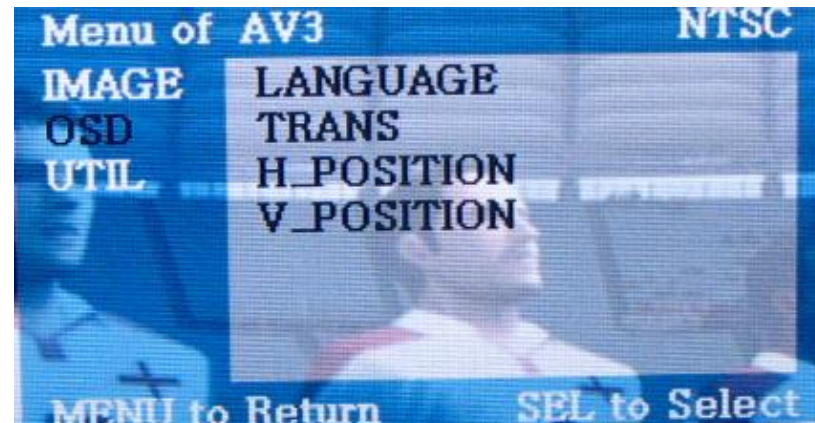 Menu of AV3 NTSC
IMAGE LANGUAGE
OSD TRANS
UTIL H_POSITION
V_POSITION
MENU to Return SEL to Select